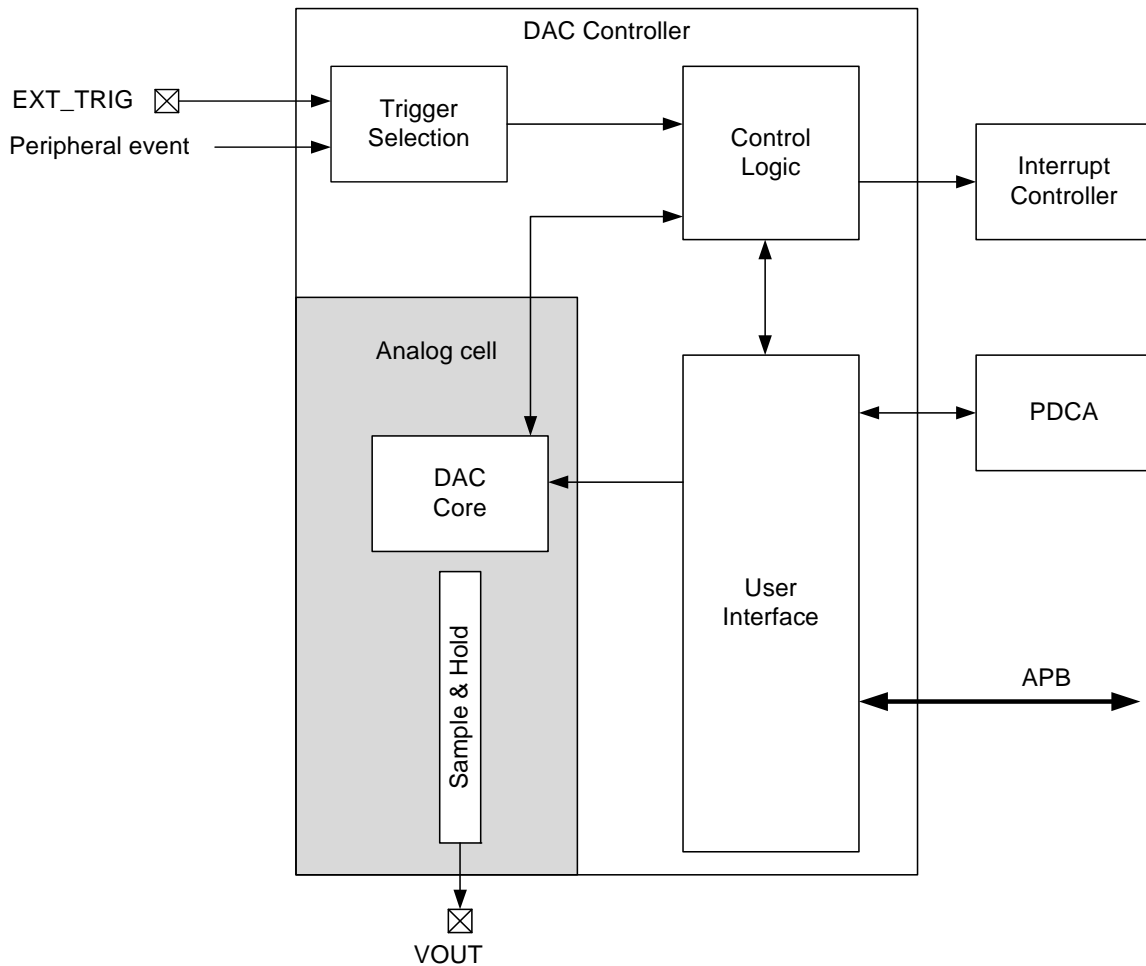 DAC Controller
EXT_TRIG
Peripheral event
Trigger
Selection
Control
Logic
Interrupt
Controller
Analog cell
PDCA
DAC
Core
User
Interface
Sample & Hold
APB
VOUT